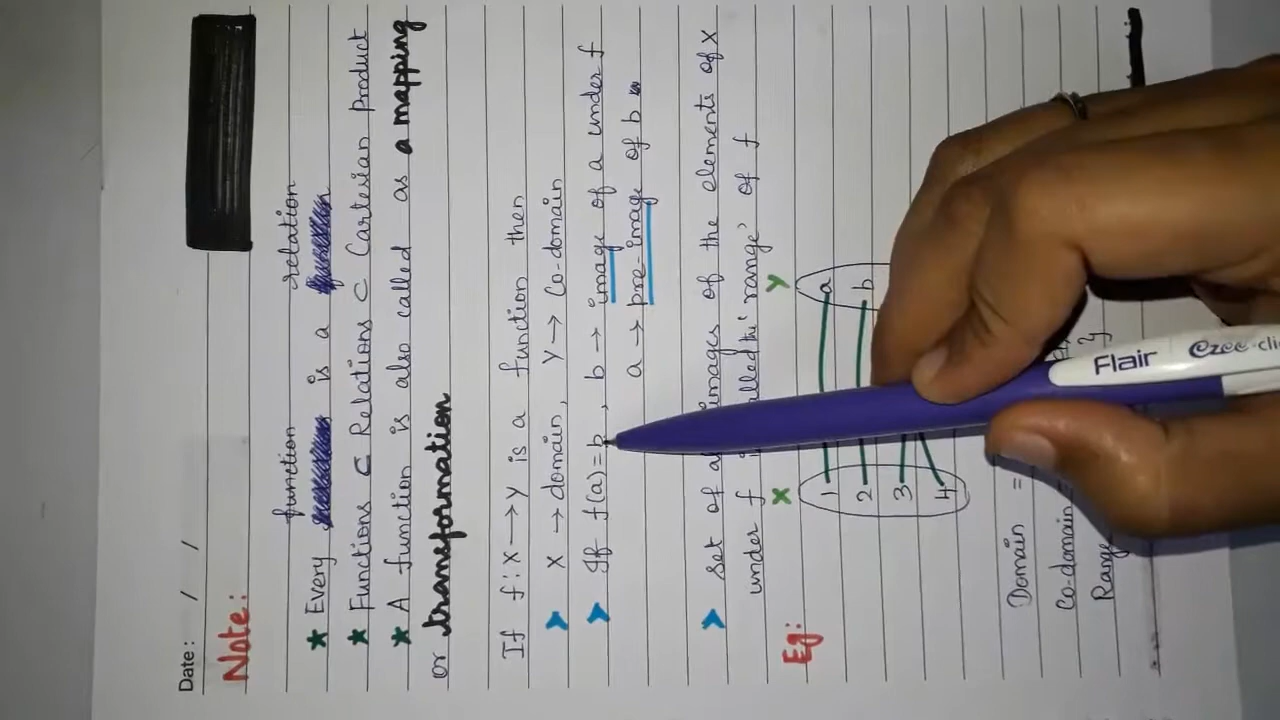 Date: / /
Note:
function relation
* Every is a
* Functions ⊂ Relations ⊂ Cartesian product
* A function is also called as a mapping
or transformation
If f: X → Y is a function then
➤ X → domain, Y → Co-domain
➤ If f(a)=b, b → image of a under f
a → pre-image of b
➤ Set of images of the elements of X
under f called the 'range' of f
Eg:
X Y
1 a
2 b
3
4
Domain =
Co-domain =
Range
Flair Ezee-cli